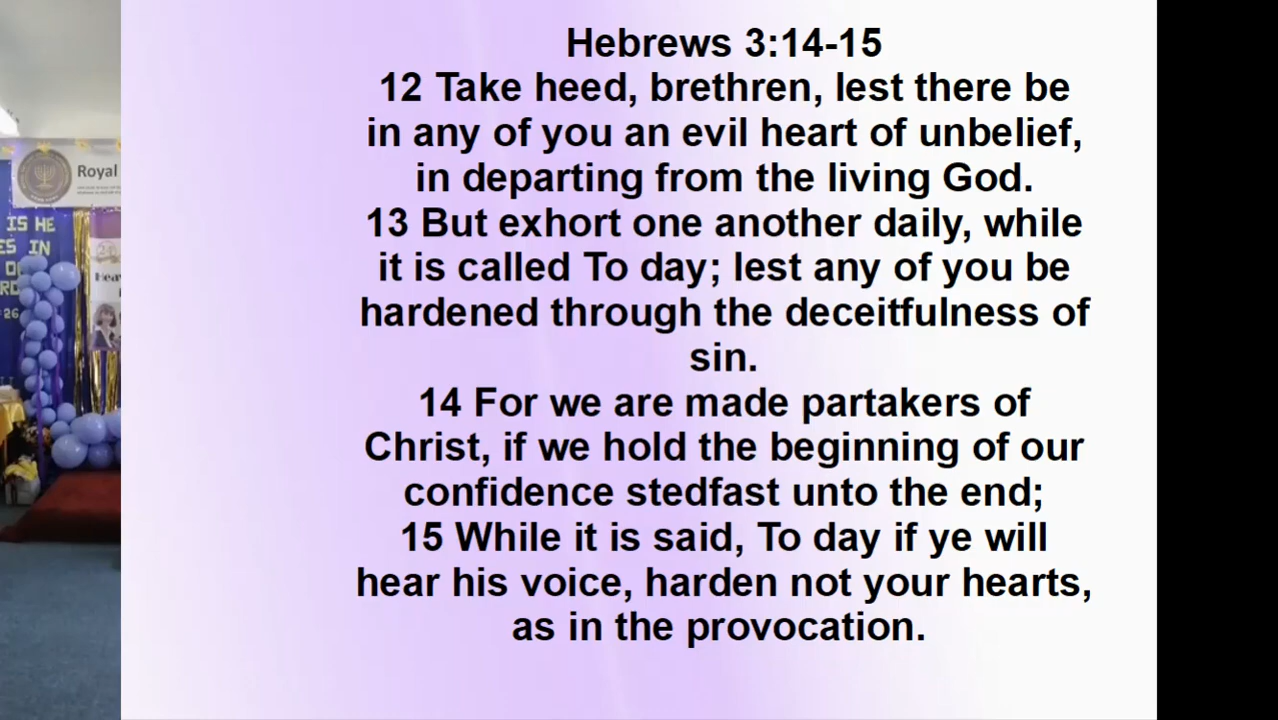 Hebrews 3:14-15
12 Take heed, brethren, lest there be
in any of you an evil heart of unbelief,
in departing from the living God.
13 But exhort one another daily, while
it is called To day; lest any of you be
hardened through the deceitfulness of
sin.
14 For we are made partakers of
Christ, if we hold the beginning of our
confidence stedfast unto the end;
15 While it is said, To day if ye will
hear his voice, harden not your hearts,
as in the provocation.
Royal
IS HE
IN